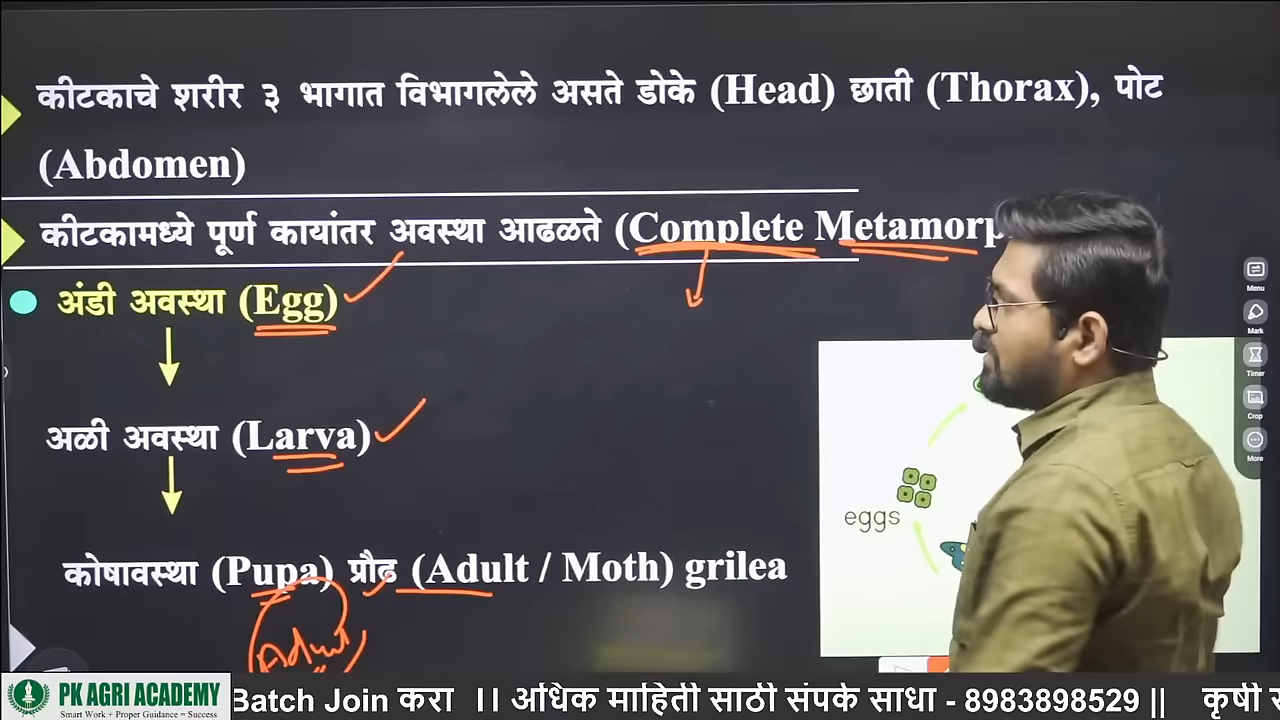 कीटकाचे शरीर ३ भागात विभागलेले असते डोके (Head) छाती (Thorax), पोट
(Abdomen)
कीटकामध्ये पूर्ण कायांतर अवस्था आढळते (Complete Metamorp
अंडी अवस्था (Egg)
अळी अवस्था (Larva)
कोषावस्था (Pupa) प्रौढ (Adult / Moth) grilea
Adult
eggs
Menu
Mark
Timer
Crop
More
PK AGRI ACADEMY
Smart Work + Proper Guidance = Success
Batch Join करा ।। अधिक माहिती साठी संपर्क साधा - 8983898529 || कृषी